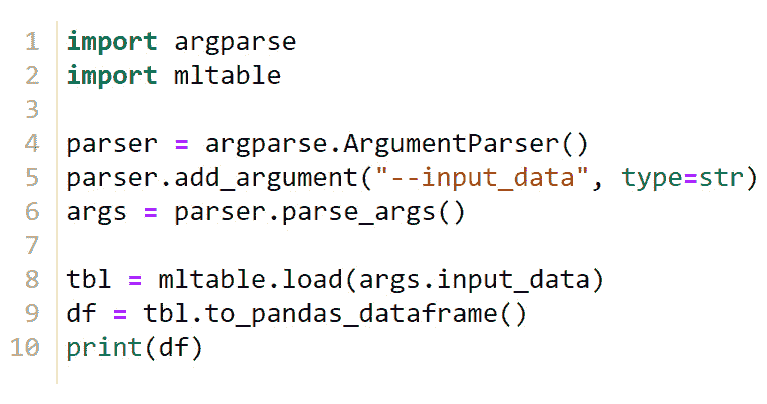 1 import argparse
2 import mltable
3
4 parser = argparse.ArgumentParser()
5 parser.add_argument("--input_data", type=str)
6 args = parser.parse_args()
7
8 tbl = mltable.load(args.input_data)
9 df = tbl.to_pandas_dataframe()
10 print(df)